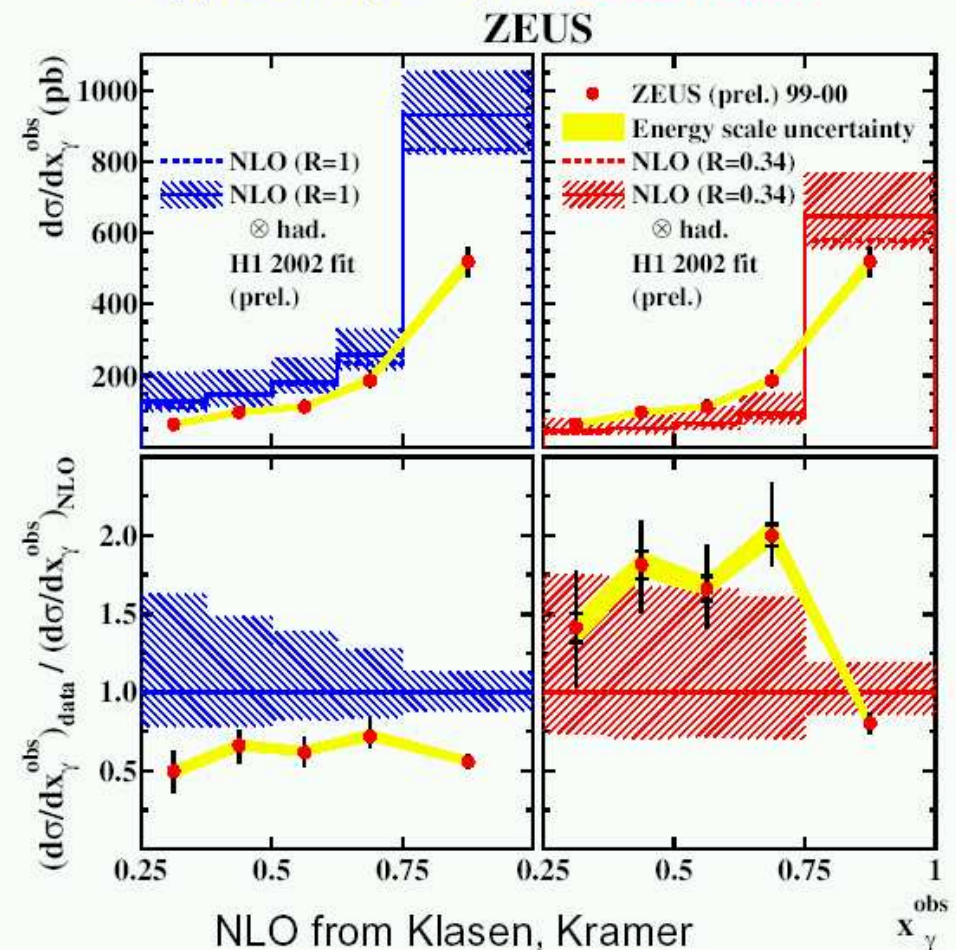 ZEUS
dσ/dx_γ^obs (pb)
1000
800
600
400
200
NLO (R=1)
NLO (R=1)
⊗ had.
H1 2002 fit
(prel.)
ZEUS (prel.) 99-00
Energy scale uncertainty
NLO (R=0.34)
NLO (R=0.34)
⊗ had.
H1 2002 fit
(prel.)
(dσ/dx_γ^obs)_data / (dσ/dx_γ^obs)_NLO
2.0
1.5
1.0
0.5
0.25 0.5 0.75 0.25 0.5 0.75 1
x_γ^obs
NLO from Klasen, Kramer